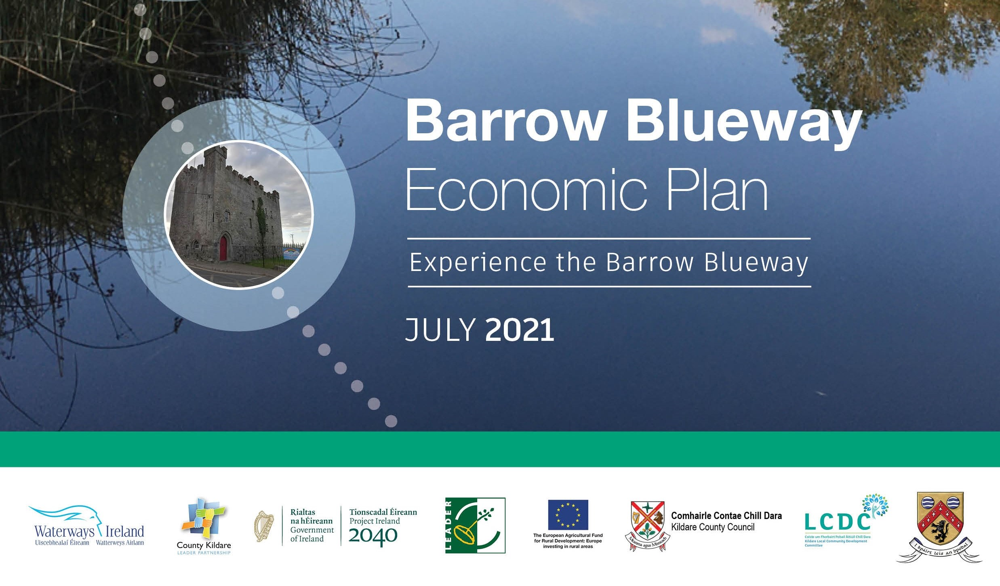 Barrow Blueway
Economic Plan
Experience the Barrow Blueway
JULY 2021
Waterways Ireland
Uiscebhealaí Éireann Watterweys Airlann
County Kildare
LEADER PARTNERSHIP
Rialtas
na hÉireann
Government
of Ireland
Tionscadal Éireann
Project Ireland
2040
LEADER
The European Agricultural Fund
for Rural Development: Europe
investing in rural areas
Meanma agus Misneach
Comhairle Contae Chill Dara
Kildare County Council
LCDC
Coiste um Fhorbairt Pobail Áitiúil Chill Dara
Kildare Local Community Development
Committee
I bpáirt leis an bpobal